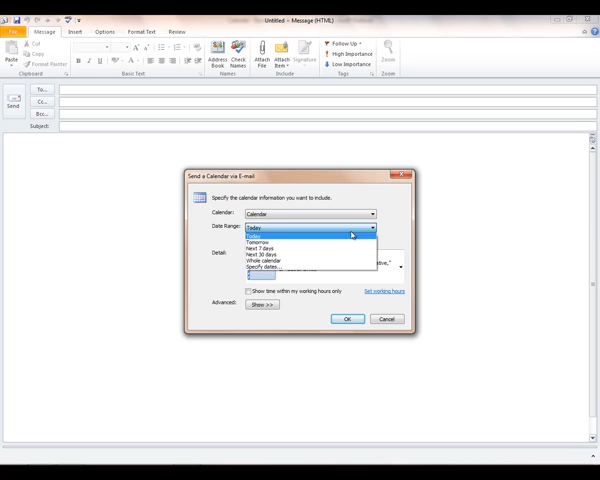 Untitled - Message (HTML)
File
Message
Insert
Options
Format Text
Review
Paste
Cut
Copy
Format Painter
Clipboard
B I U
Basic Text
Address Book
Check Names
Names
Attach File
Attach Item
Signature
Include
Follow Up
High Importance
Low Importance
Tags
Zoom
Zoom
Send
To...
Cc...
Bcc...
Subject:
Send a Calendar via E-mail
Specify the calendar information you want to include.
Calendar: Calendar
Date Range: Today
Today
Tomorrow
Next 7 days
Next 30 days
Whole calendar
Specify dates...
Detail:
Show time within my working hours only
Set working hours
Advanced: Show >>
OK
Cancel